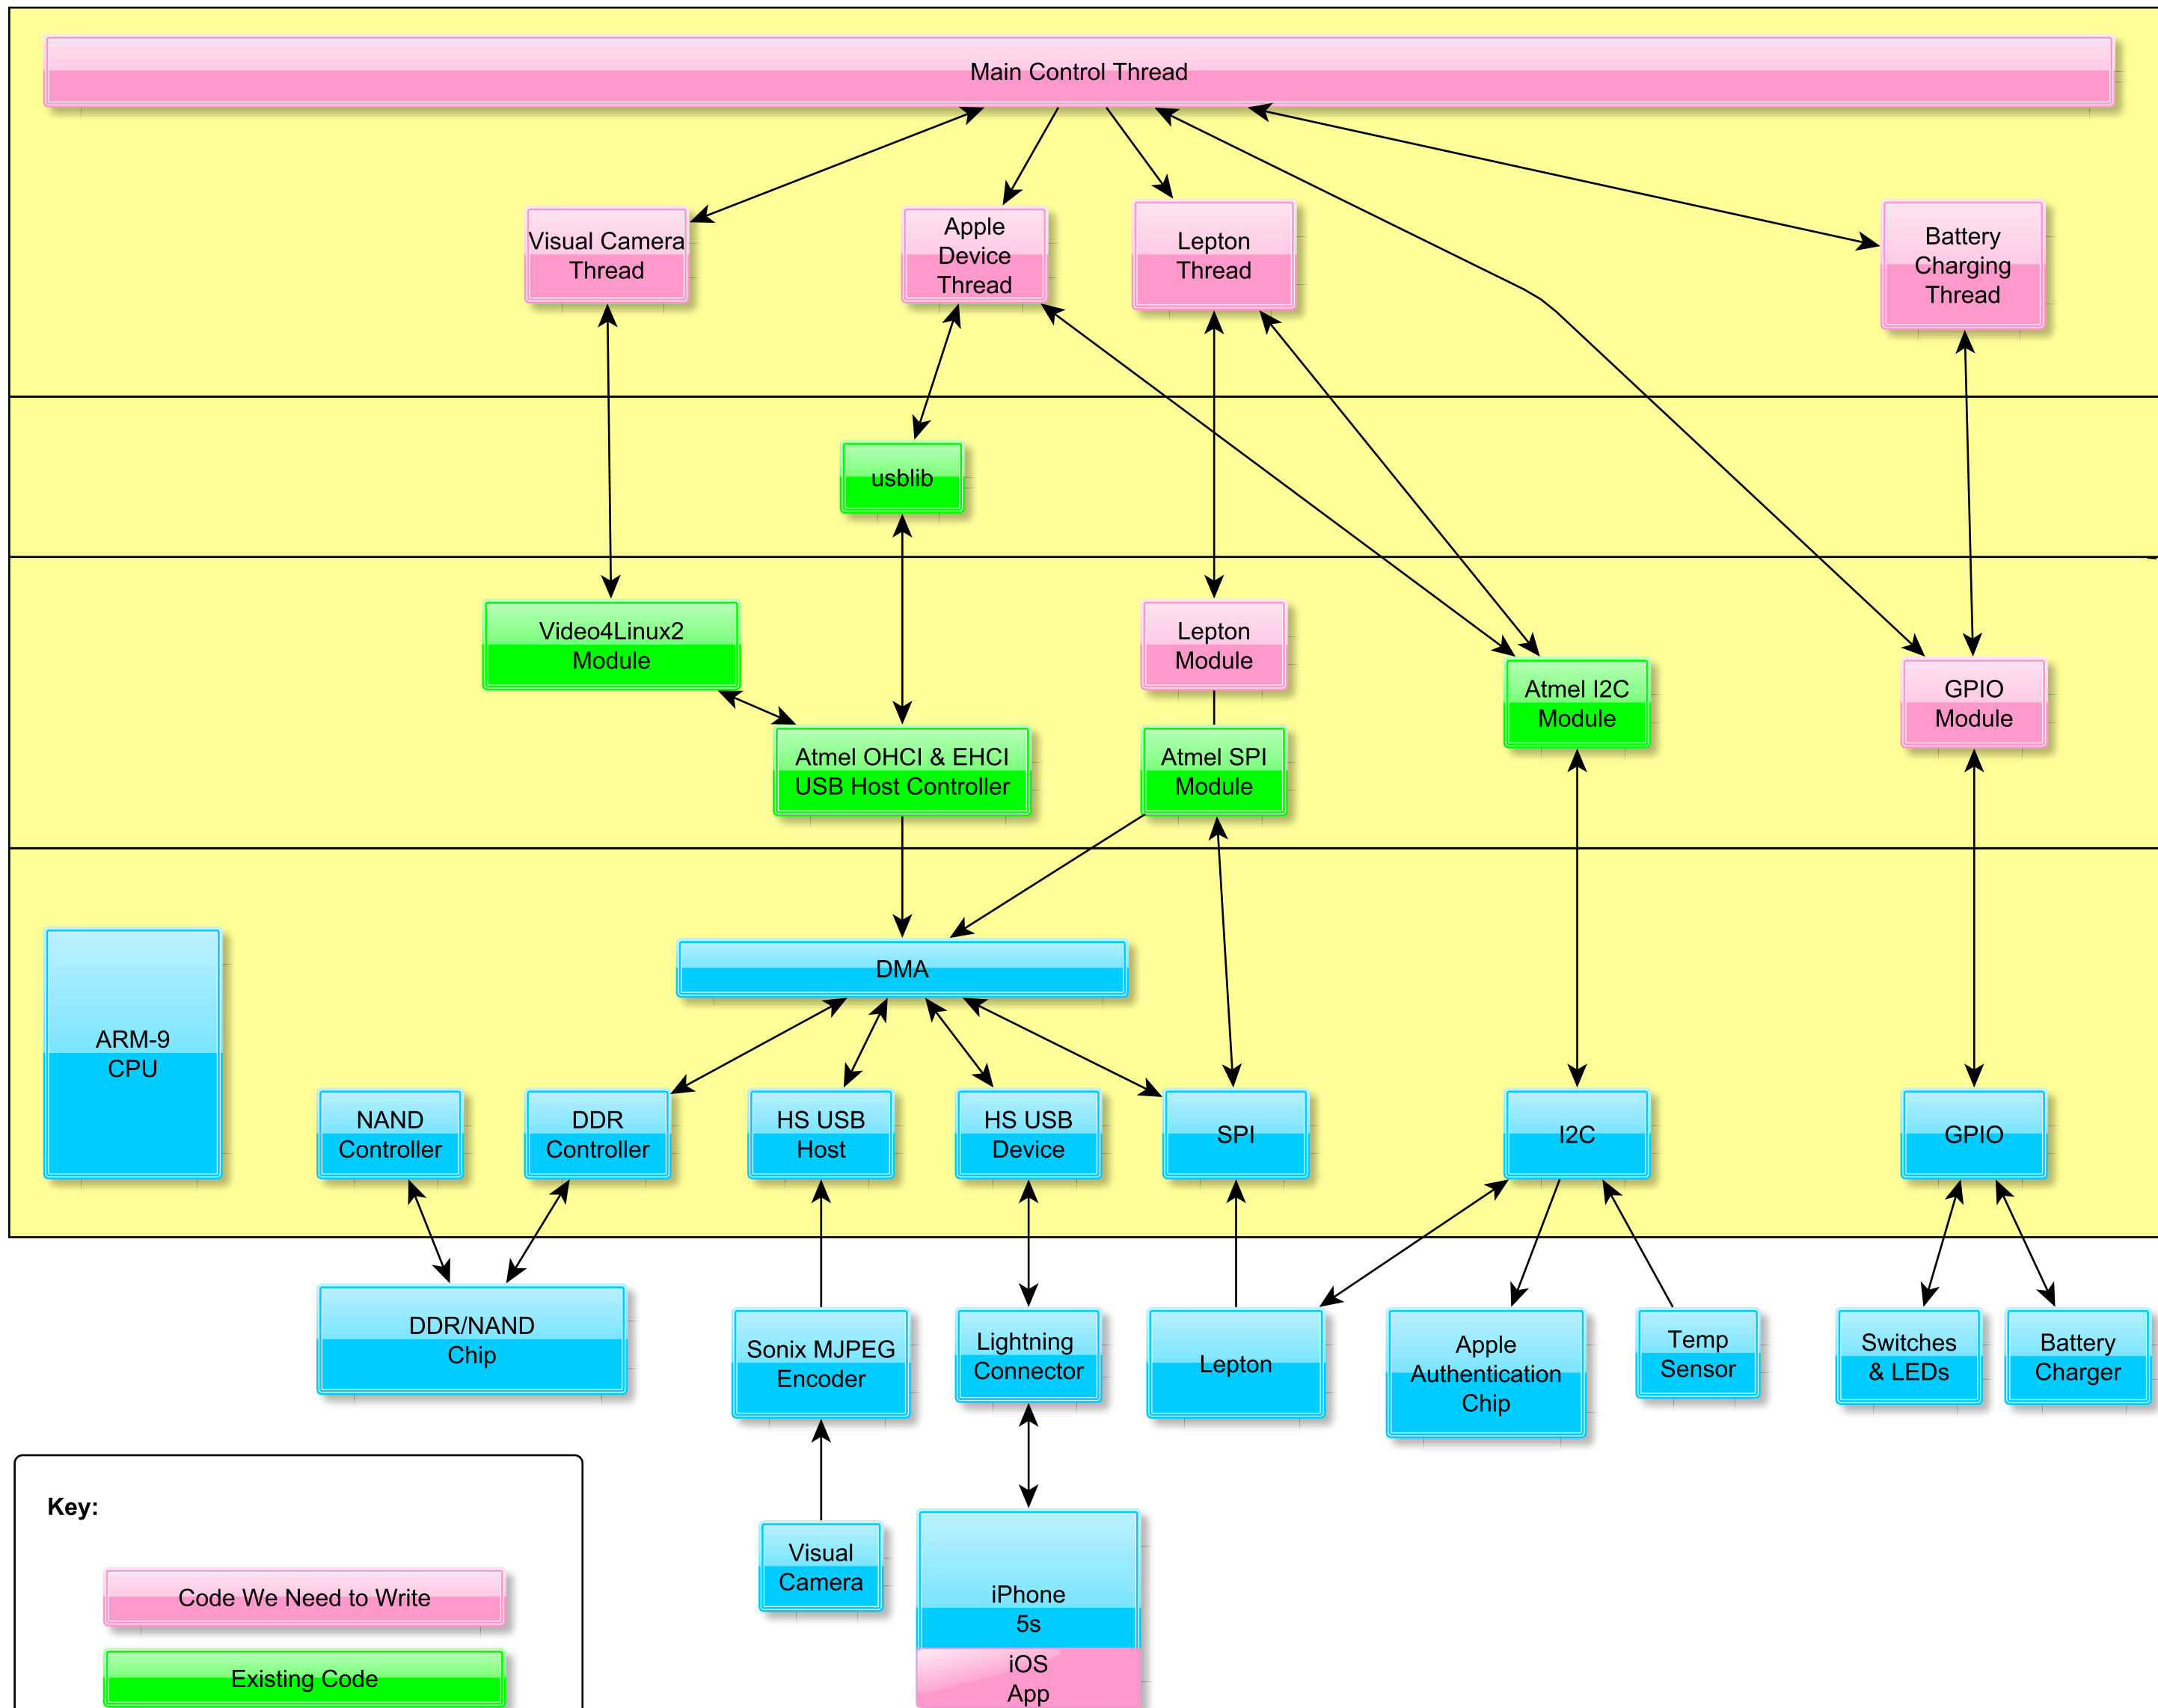 Main Control Thread
Visual Camera
Thread
Apple
Device
Thread
Lepton
Thread
Battery
Charging
Thread
usblib
Video4Linux2
Module
Lepton
Module
Atmel I2C
Module
GPIO
Module
Atmel OHCI & EHCI
USB Host Controller
Atmel SPI
Module
DMA
ARM-9
CPU
NAND
Controller
DDR
Controller
HS USB
Host
HS USB
Device
SPI
I2C
GPIO
DDR/NAND
Chip
Sonix MJPEG
Encoder
Lightning
Connector
Lepton
Apple
Authentication
Chip
Temp
Sensor
Switches
& LEDs
Battery
Charger
Visual
Camera
iPhone
5s
iOS
App
Key:
Code We Need to Write
Existing Code